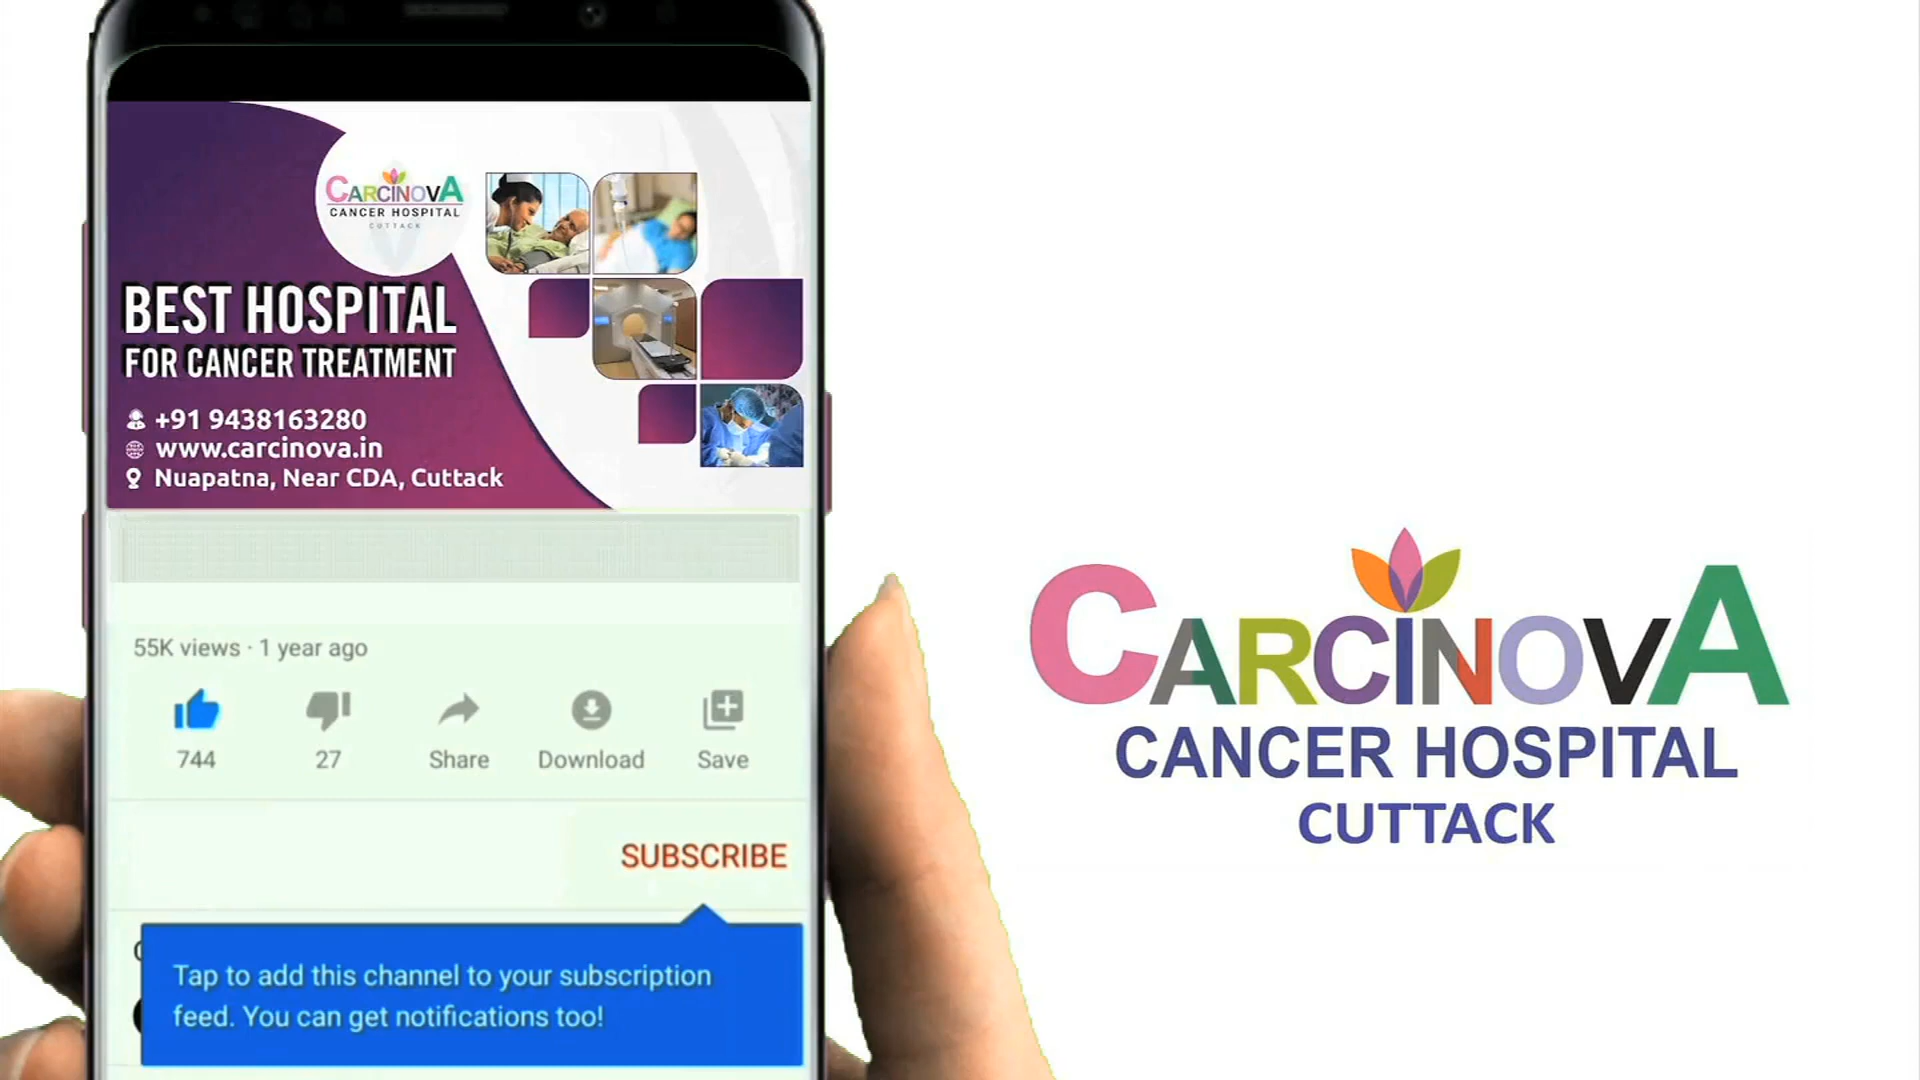 CARCINOVA
CANCER HOSPITAL
CUTTACK
BEST HOSPITAL
FOR CANCER TREATMENT
+91 9438163280
www.carcinova.in
Nuapatna, Near CDA, Cuttack
55K views · 1 year ago
744
27
Share
Download
Save
SUBSCRIBE
Tap to add this channel to your subscription
feed. You can get notifications too!
CARCINOVA
CANCER HOSPITAL
CUTTACK